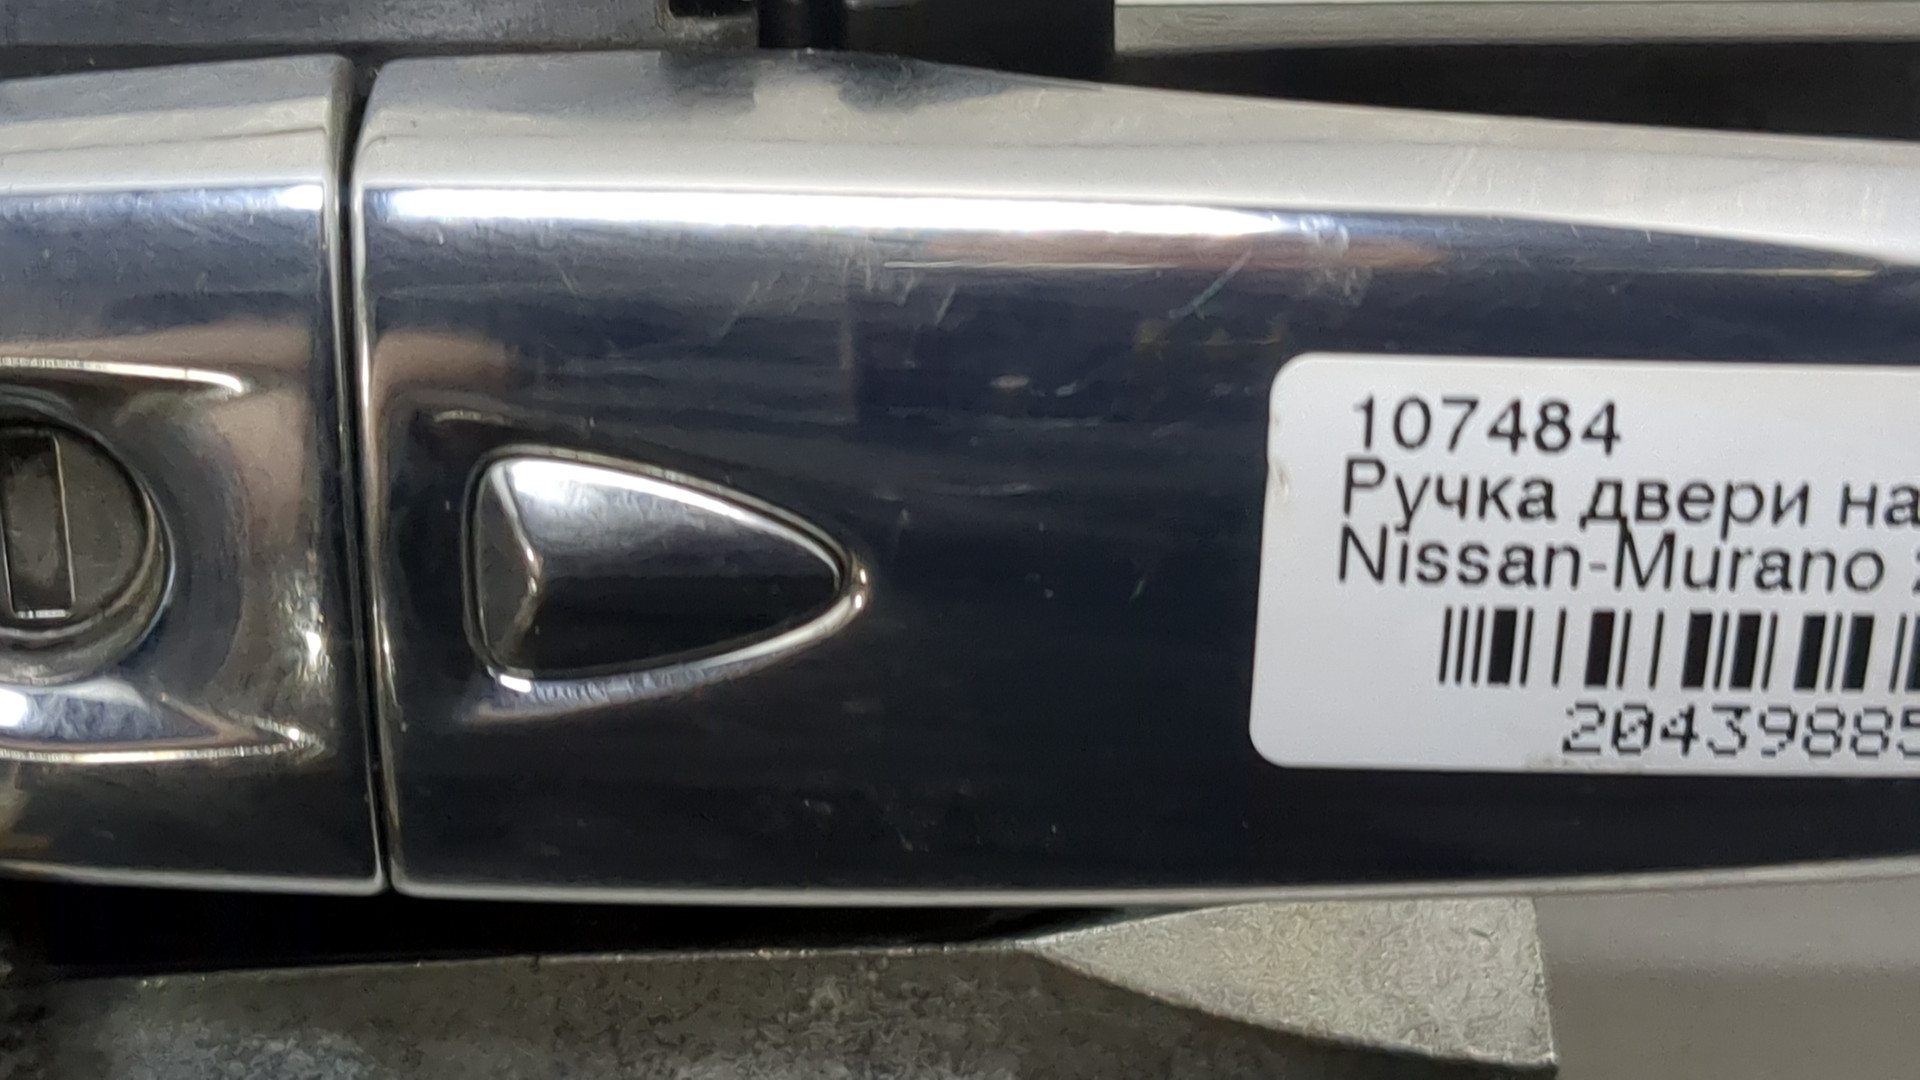 107484
Ручка двери на
Nissan-Murano
20439885